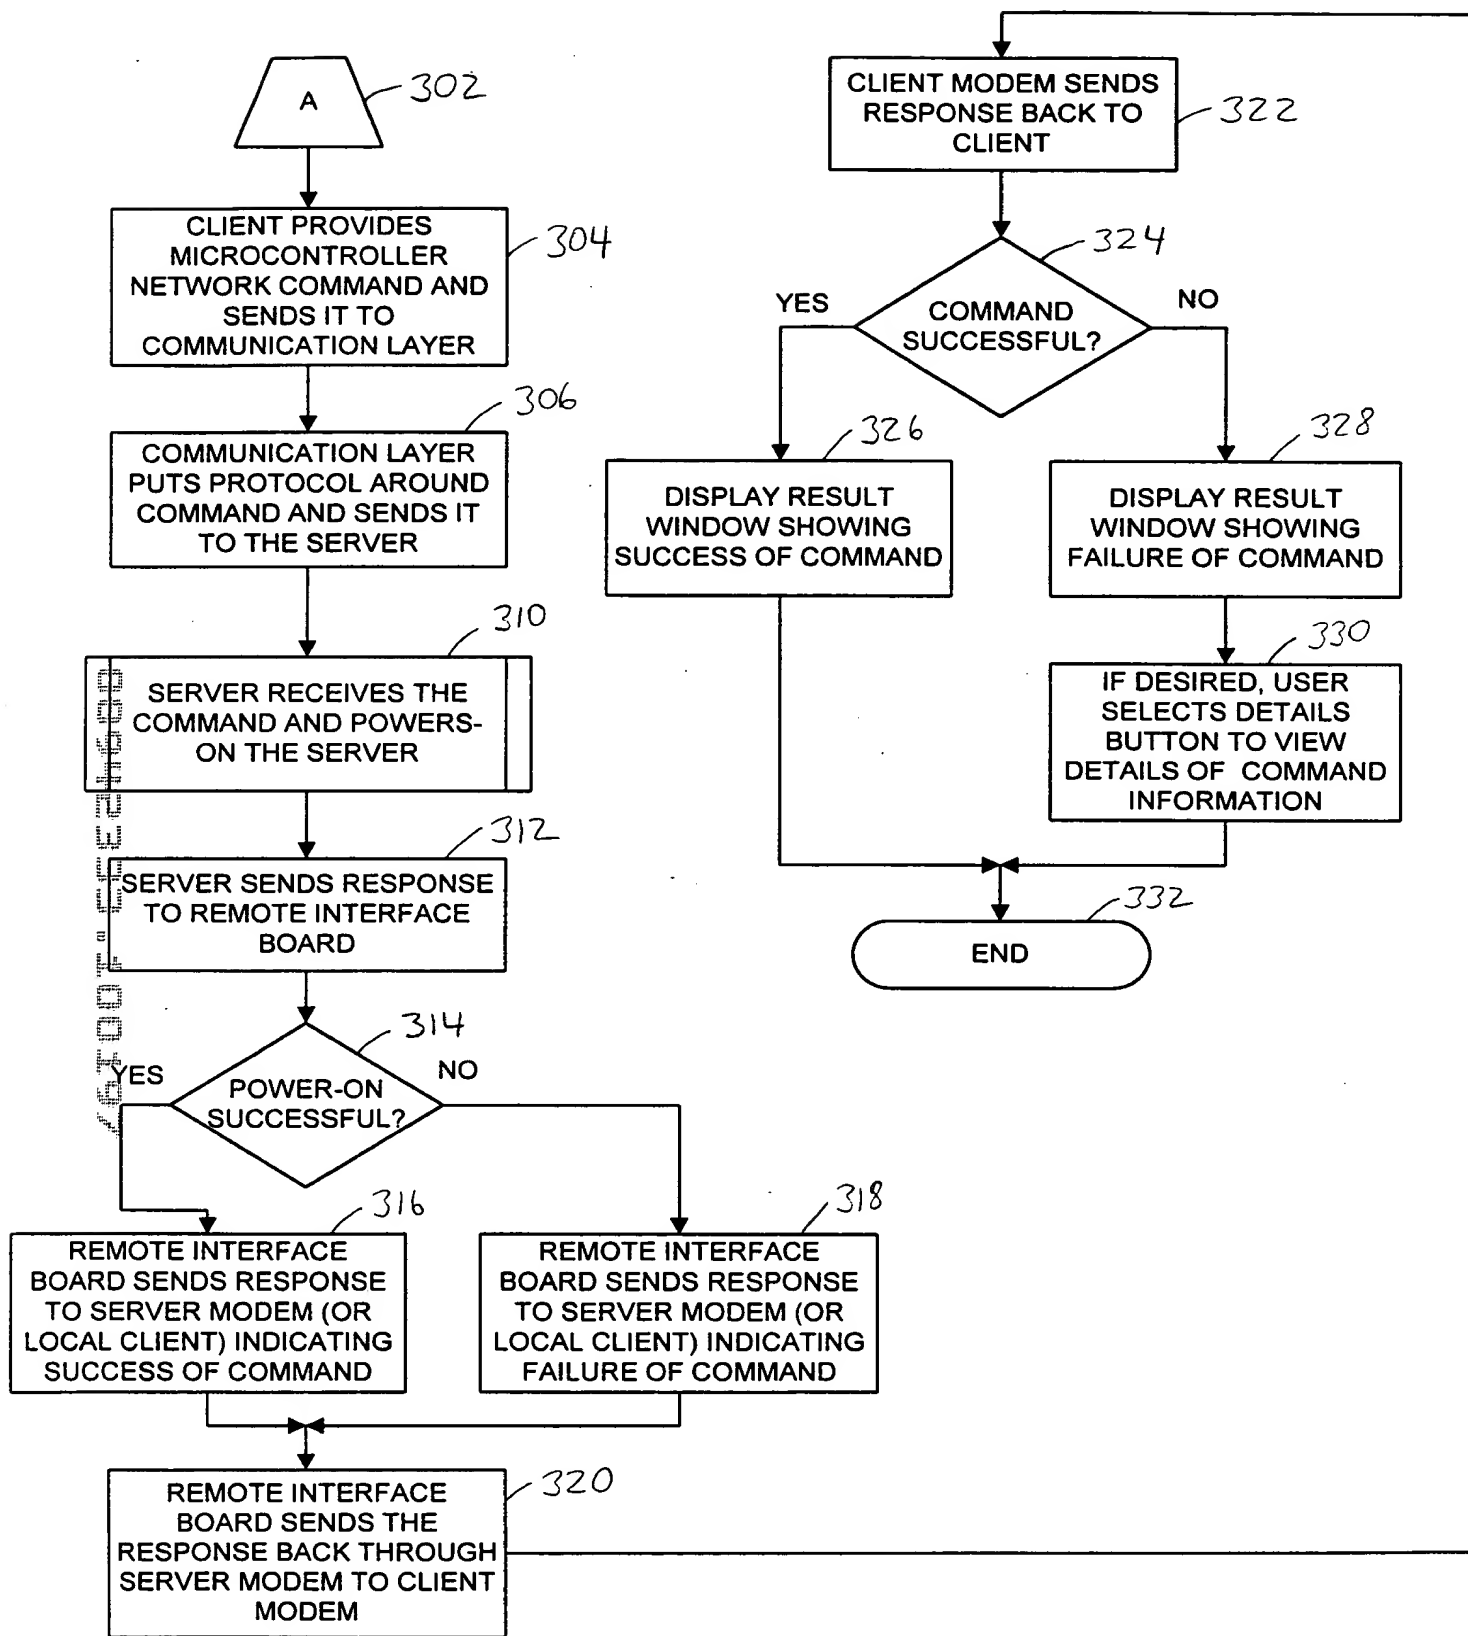 A
302
CLIENT PROVIDES
MICROCONTROLLER
NETWORK COMMAND AND
SENDS IT TO
COMMUNICATION LAYER
304
306
COMMUNICATION LAYER
PUTS PROTOCOL AROUND
COMMAND AND SENDS IT
TO THE SERVER
310
SERVER RECEIVES THE
COMMAND AND POWERS-
ON THE SERVER
312
SERVER SENDS RESPONSE
TO REMOTE INTERFACE
BOARD
314
YES
NO
POWER-ON
SUCCESSFUL?
316
REMOTE INTERFACE
BOARD SENDS RESPONSE
TO SERVER MODEM (OR
LOCAL CLIENT) INDICATING
SUCCESS OF COMMAND
318
REMOTE INTERFACE
BOARD SENDS RESPONSE
TO SERVER MODEM (OR
LOCAL CLIENT) INDICATING
FAILURE OF COMMAND
320
REMOTE INTERFACE
BOARD SENDS THE
RESPONSE BACK THROUGH
SERVER MODEM TO CLIENT
MODEM
CLIENT MODEM SENDS
RESPONSE BACK TO
CLIENT
322
324
YES
NO
COMMAND
SUCCESSFUL?
326
DISPLAY RESULT
WINDOW SHOWING
SUCCESS OF COMMAND
328
DISPLAY RESULT
WINDOW SHOWING
FAILURE OF COMMAND
330
IF DESIRED, USER
SELECTS DETAILS
BUTTON TO VIEW
DETAILS OF COMMAND
INFORMATION
332
END